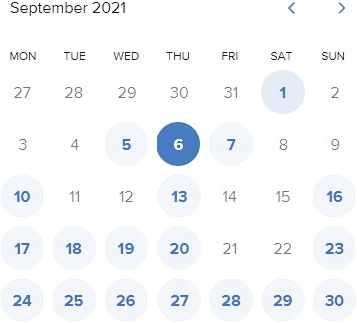 September 2021
MON TUE WED THU FRI SAT SUN
27 28 29 30 31 1 2
3 4 5 6 7 8 9
10 11 12 13 14 15 16
17 18 19 20 21 22 23
24 25 26 27 28 29 30